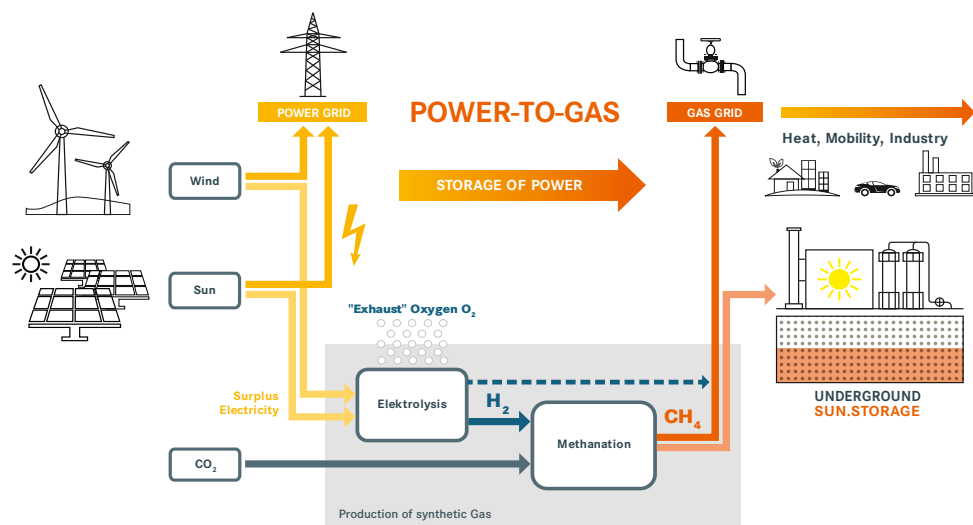 POWER GRID
POWER-TO-GAS
GAS GRID
Heat, Mobility, Industry
Wind
STORAGE OF POWER
Sun
"Exhaust" Oxygen O₂
Surplus
Electricity
Elektrolysis
H₂
CH₄
Methanation
UNDERGROUND
SUN.STORAGE
CO₂
Production of synthetic Gas